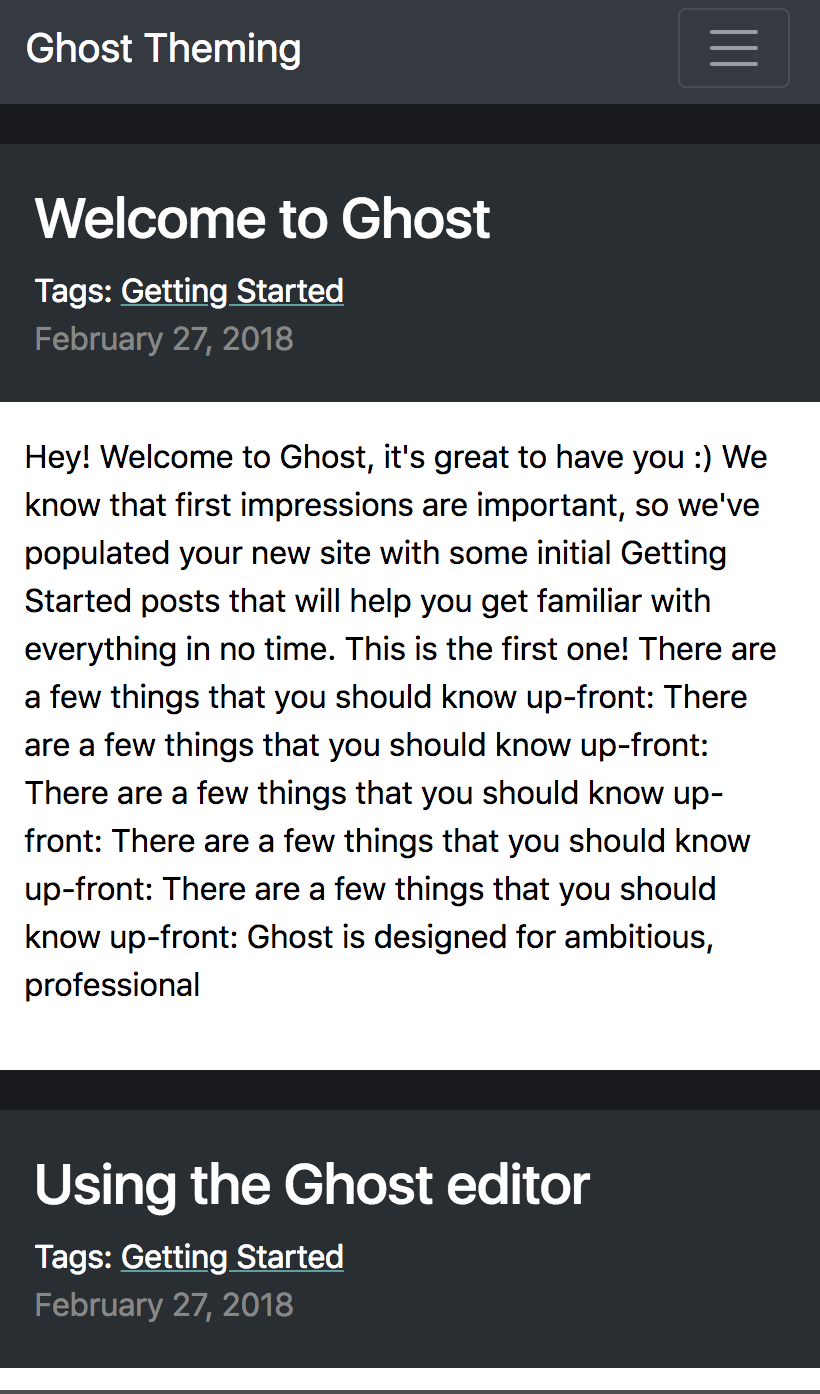 Ghost Theming
Welcome to Ghost
Tags: Getting Started
February 27, 2018
Hey! Welcome to Ghost, it's great to have you :) We
know that first impressions are important, so we've
populated your new site with some initial Getting
Started posts that will help you get familiar with
everything in no time. This is the first one! There are
a few things that you should know up-front: There
are a few things that you should know up-front:
There are a few things that you should know up-
front: There are a few things that you should know
up-front: There are a few things that you should
know up-front: Ghost is designed for ambitious,
professional
Using the Ghost editor
Tags: Getting Started
February 27, 2018